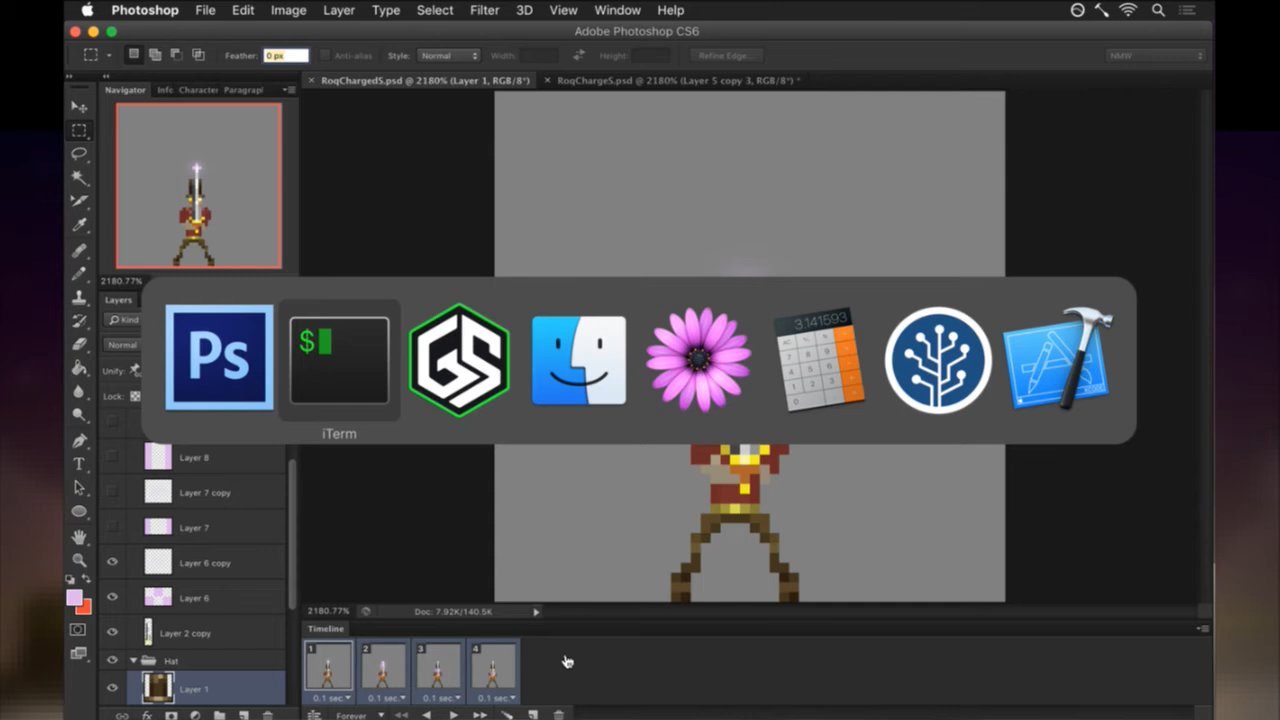 Photoshop File Edit Image Layer Type Select Filter 3D View Window Help
Adobe Photoshop CS6
Feather: 0 px Anti-alias Style: Normal Width: Height: Refine Edge... NMW
× RoqChargedS.psd @ 2180% (Layer 1, RGB/8*) × RoqChargeS.psd @ 2180% (Layer 5 copy 3, RGB/8*) *
Navigator Info Character Paragraph
2180.77%
Layers
Kind
Normal
Unify:
Lock:
Ps
$
GS
3.141593
iTerm
Layer 8
Layer 7 copy
Layer 7
Layer 6 copy
Layer 6
Layer 2 copy
Hat
Layer 1
2180.77% Doc: 7.92K/140.5K
Timeline
1 2 3 4
0.1 sec. 0.1 sec. 0.1 sec. 0.1 sec.
Forever
fx
T